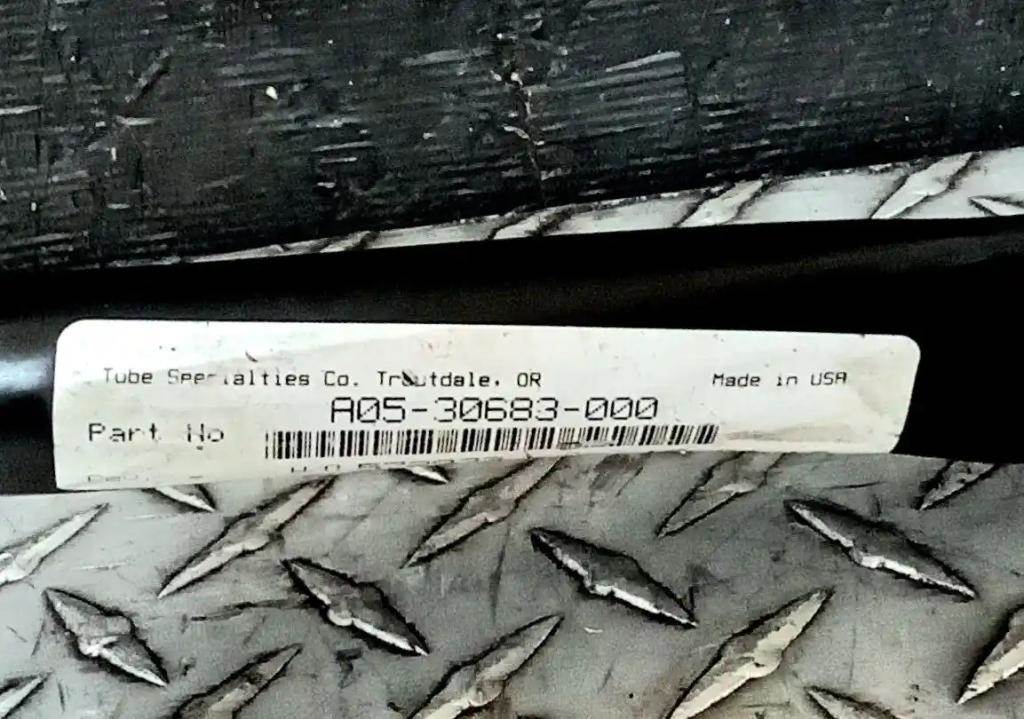 Tube Specialties Co. Troutdale, OR Made in USA
A05-30683-000
Part No